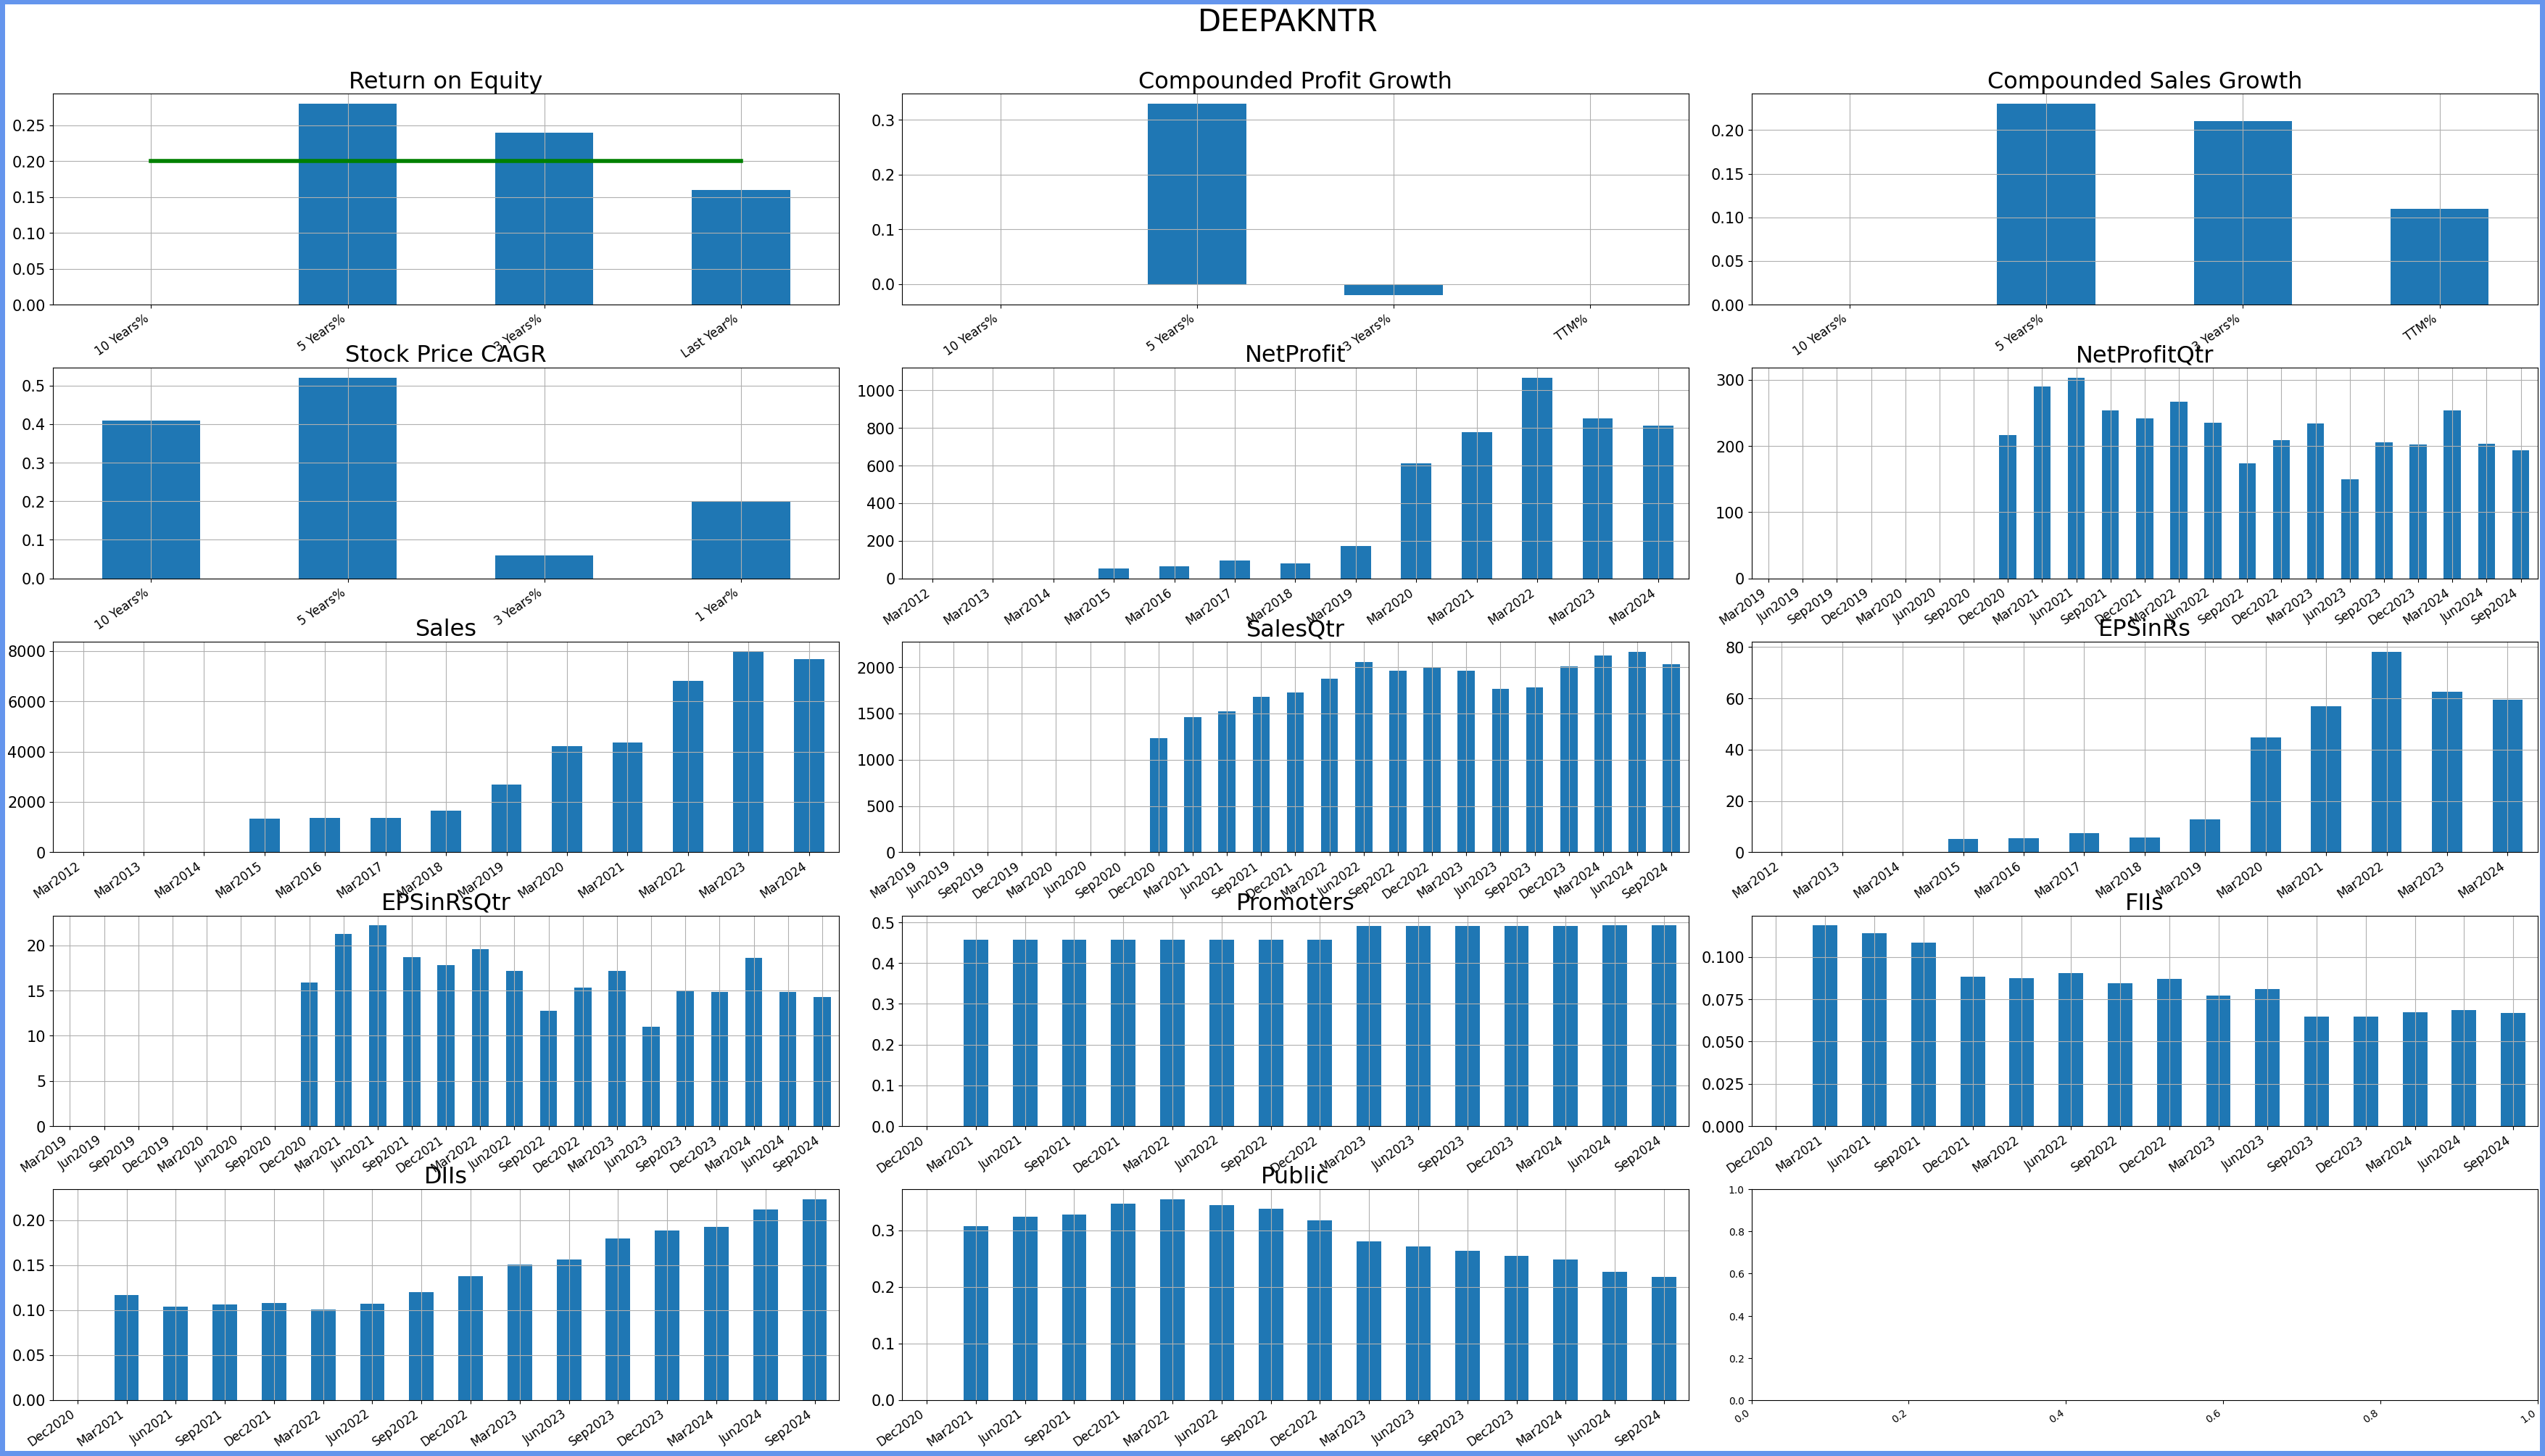 DEEPAKNTR
Return on Equity
0.25
0.20
0.15
0.10
0.05
0.00
10 Years%
5 Years%
3 Years%
Last Year%
Compounded Profit Growth
0.3
0.2
0.1
0.0
10 Years%
5 Years%
3 Years%
TTM%
Compounded Sales Growth
0.20
0.15
0.10
0.05
0.00
10 Years%
5 Years%
3 Years%
TTM%
Stock Price CAGR
0.5
0.4
0.3
0.2
0.1
0.0
10 Years%
5 Years%
3 Years%
1 Year%
NetProfit
1000
800
600
400
200
0
Mar2012
Mar2013
Mar2014
Mar2015
Mar2016
Mar2017
Mar2018
Mar2019
Mar2020
Mar2021
Mar2022
Mar2023
Mar2024
NetProfitQtr
300
200
100
0
Mar2019
Jun2019
Sep2019
Dec2019
Mar2020
Jun2020
Sep2020
Dec2020
Mar2021
Jun2021
Sep2021
Dec2021
Mar2022
Jun2022
Sep2022
Dec2022
Mar2023
Jun2023
Sep2023
Dec2023
Mar2024
Jun2024
Sep2024
Sales
8000
6000
4000
2000
0
Mar2012
Mar2013
Mar2014
Mar2015
Mar2016
Mar2017
Mar2018
Mar2019
Mar2020
Mar2021
Mar2022
Mar2023
Mar2024
SalesQtr
2000
1500
1000
500
0
Mar2019
Jun2019
Sep2019
Dec2019
Mar2020
Jun2020
Sep2020
Dec2020
Mar2021
Jun2021
Sep2021
Dec2021
Mar2022
Jun2022
Sep2022
Dec2022
Mar2023
Jun2023
Sep2023
Dec2023
Mar2024
Jun2024
Sep2024
EPSinRs
80
60
40
20
0
Mar2012
Mar2013
Mar2014
Mar2015
Mar2016
Mar2017
Mar2018
Mar2019
Mar2020
Mar2021
Mar2022
Mar2023
Mar2024
EPSinRsQtr
20
15
10
5
0
Mar2019
Jun2019
Sep2019
Dec2019
Mar2020
Jun2020
Sep2020
Dec2020
Mar2021
Jun2021
Sep2021
Dec2021
Mar2022
Jun2022
Sep2022
Dec2022
Mar2023
Jun2023
Sep2023
Dec2023
Mar2024
Jun2024
Sep2024
Promoters
0.5
0.4
0.3
0.2
0.1
0.0
Dec2020
Mar2021
Jun2021
Sep2021
Dec2021
Mar2022
Jun2022
Sep2022
Dec2022
Mar2023
Jun2023
Sep2023
Dec2023
Mar2024
Jun2024
Sep2024
FIIs
0.100
0.075
0.050
0.025
0.000
Dec2020
Mar2021
Jun2021
Sep2021
Dec2021
Mar2022
Jun2022
Sep2022
Dec2022
Mar2023
Jun2023
Sep2023
Dec2023
Mar2024
Jun2024
Sep2024
DIIs
0.20
0.15
0.10
0.05
0.00
Dec2020
Mar2021
Jun2021
Sep2021
Dec2021
Mar2022
Jun2022
Sep2022
Dec2022
Mar2023
Jun2023
Sep2023
Dec2023
Mar2024
Jun2024
Sep2024
Public
0.3
0.2
0.1
0.0
Dec2020
Mar2021
Jun2021
Sep2021
Dec2021
Mar2022
Jun2022
Sep2022
Dec2022
Mar2023
Jun2023
Sep2023
Dec2023
Mar2024
Jun2024
Sep2024
1.0
0.8
0.6
0.4
0.2
0.0
0.0
0.2
0.4
0.6
0.8
1.0